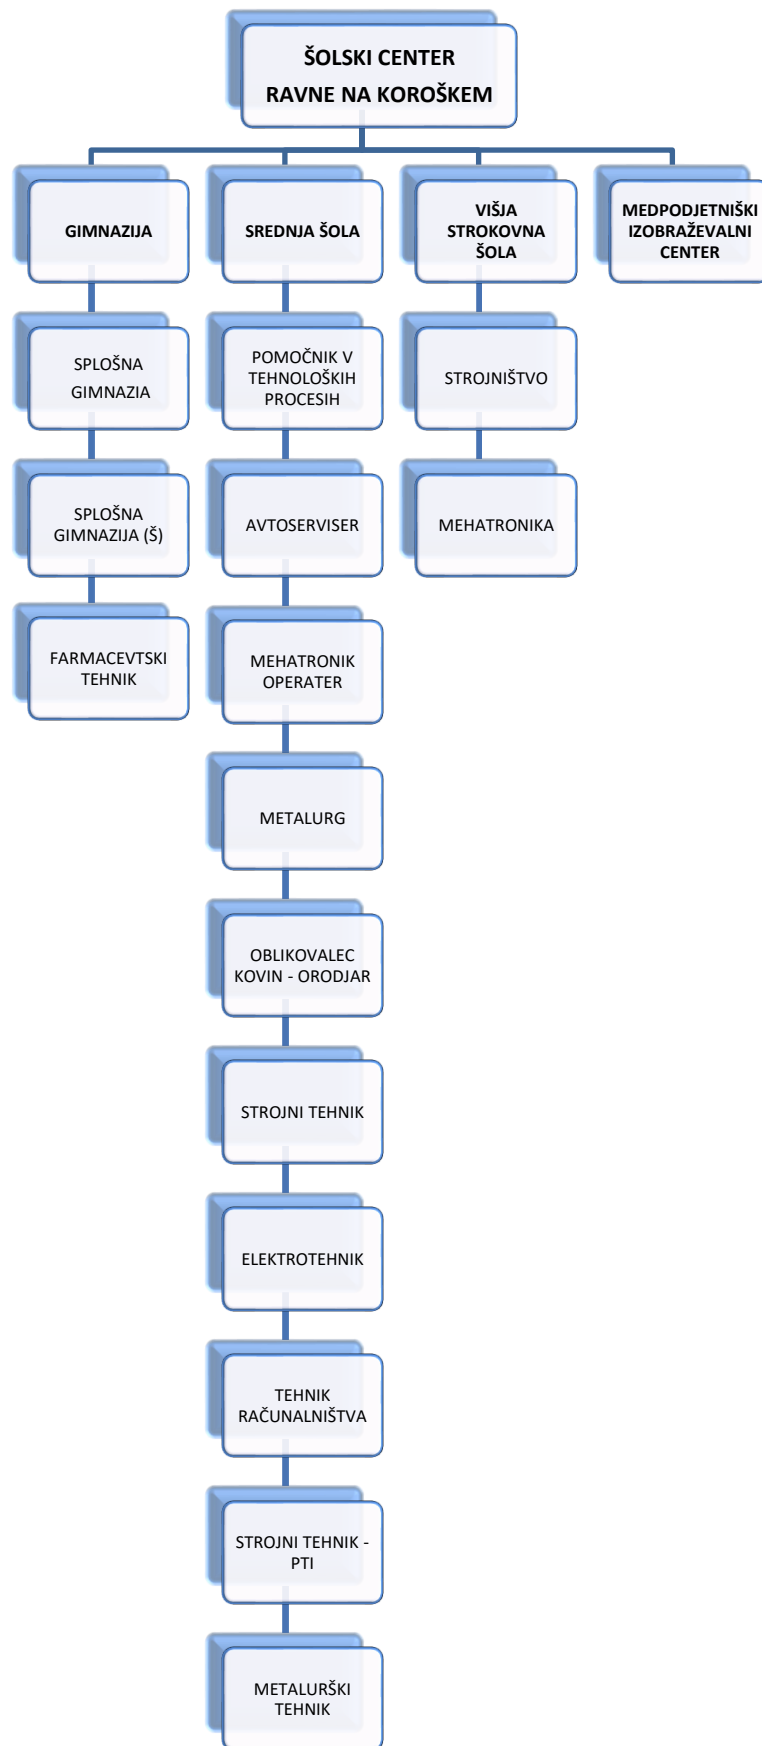 ŠOLSKI CENTER
RAVNE NA KOROŠKEM
GIMNAZIJA
SPLOŠNA
GIMNAZIA
SPLOŠNA
GIMNAZIJA (Š)
FARMACEVTSKI
TEHNIK
SREDNJA ŠOLA
POMOČNIK V
TEHNOLOŠKIH
PROCESIH
AVTOSERVISER
MEHATRONIK
OPERATER
METALURG
OBLIKOVALEC
KOVIN - ORODJAR
STROJNI TEHNIK
ELEKTROTEHNIK
TEHNIK
RAČUNALNIŠTVA
STROJNI TEHNIK -
PTI
METALURŠKI
TEHNIK
VIŠJA
STROKOVNA
ŠOLA
STROJNIŠTVO
MEHATRONIKA
MEDPODJETNIŠKI
IZOBRAŽEVALNI
CENTER